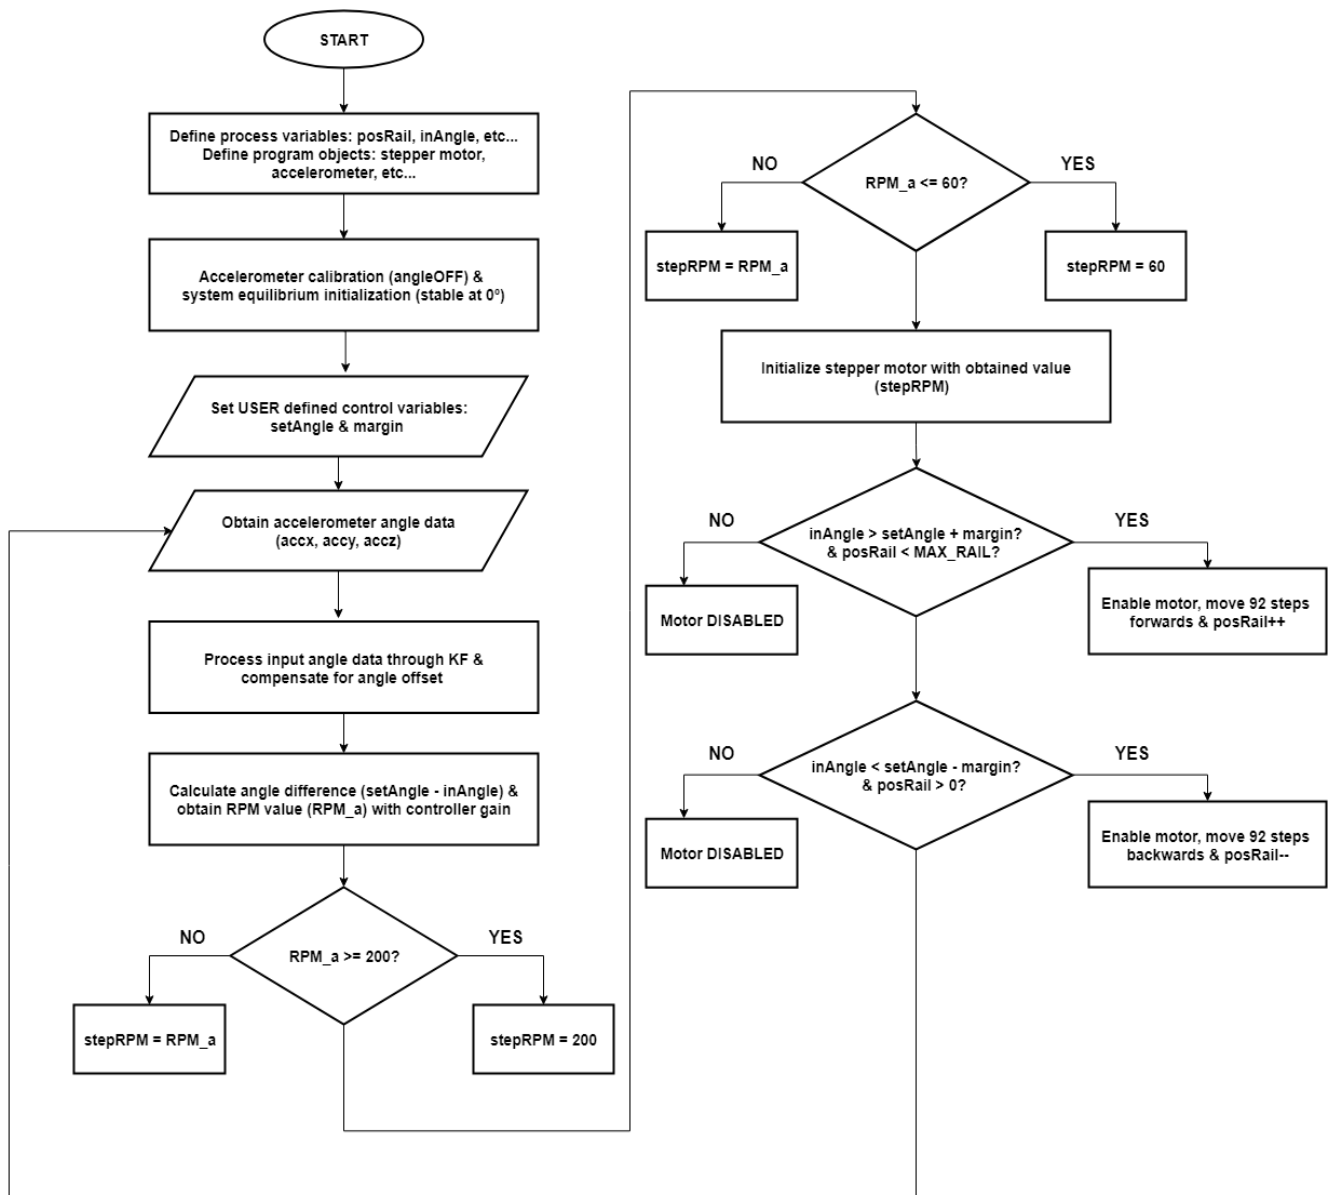 START
Define process variables: posRail, inAngle, etc...
Define program objects: stepper motor,
accelerometer, etc...
Accelerometer calibration (angleOFF) &
system equilibrium initialization (stable at 0º)
Set USER defined control variables:
setAngle & margin
Obtain accelerometer angle data
(accx, accy, accz)
Process input angle data through KF &
compensate for angle offset
Calculate angle difference (setAngle - inAngle) &
obtain RPM value (RPM_a) with controller gain
RPM_a >= 200?
NO
YES
stepRPM = RPM_a
stepRPM = 200
RPM_a <= 60?
NO
YES
stepRPM = RPM_a
stepRPM = 60
Initialize stepper motor with obtained value
(stepRPM)
inAngle > setAngle + margin?
& posRail < MAX_RAIL?
NO
YES
Motor DISABLED
Enable motor, move 92 steps
forwards & posRail++
inAngle < setAngle - margin?
& posRail > 0?
NO
YES
Motor DISABLED
Enable motor, move 92 steps
backwards & posRail--